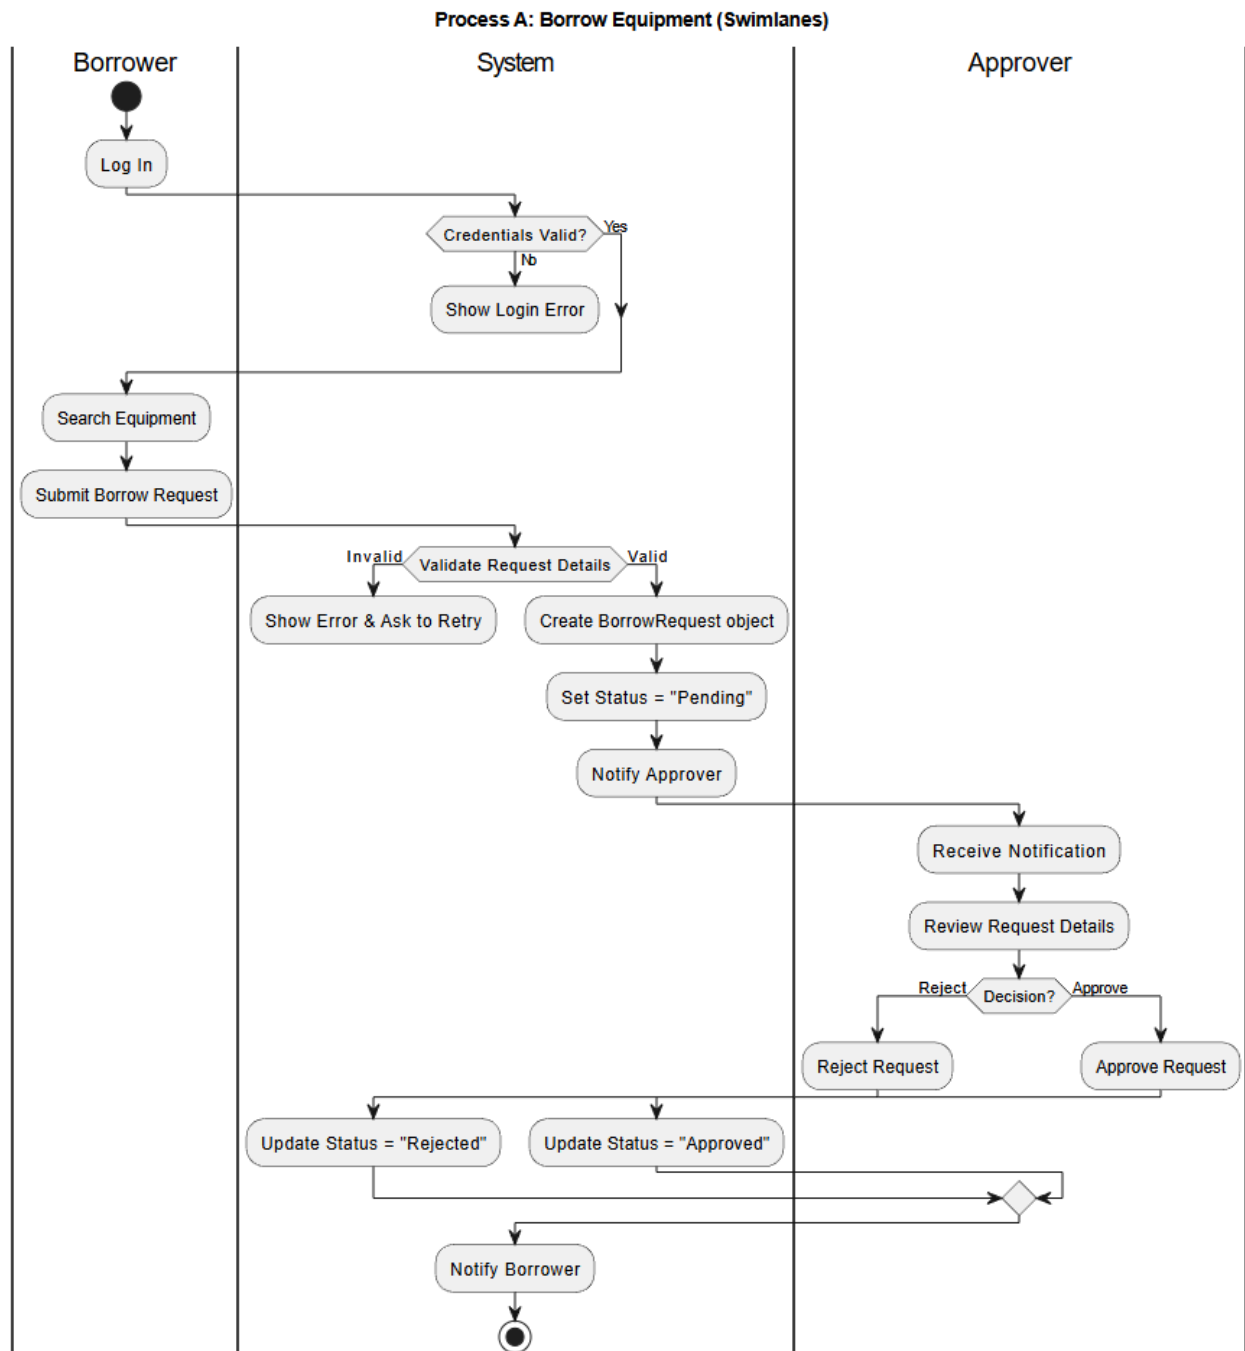 Process A: Borrow Equipment (Swimlanes)
Borrower
System
Approver
Log In
Credentials Valid?
Yes
No
Show Login Error
Search Equipment
Submit Borrow Request
Invalid
Validate Request Details
Valid
Show Error & Ask to Retry
Create BorrowRequest object
Set Status = "Pending"
Notify Approver
Receive Notification
Review Request Details
Reject
Decision?
Approve
Reject Request
Approve Request
Update Status = "Rejected"
Update Status = "Approved"
Notify Borrower